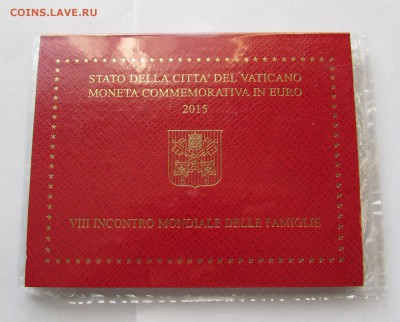 COINS.LAVE.RU
STATO DELLA CITTA' DEL VATICANO
MONETA COMMEMORATIVA IN EURO
2015
VIII INCONTRO MONDIALE DELLE FAMIGLIE